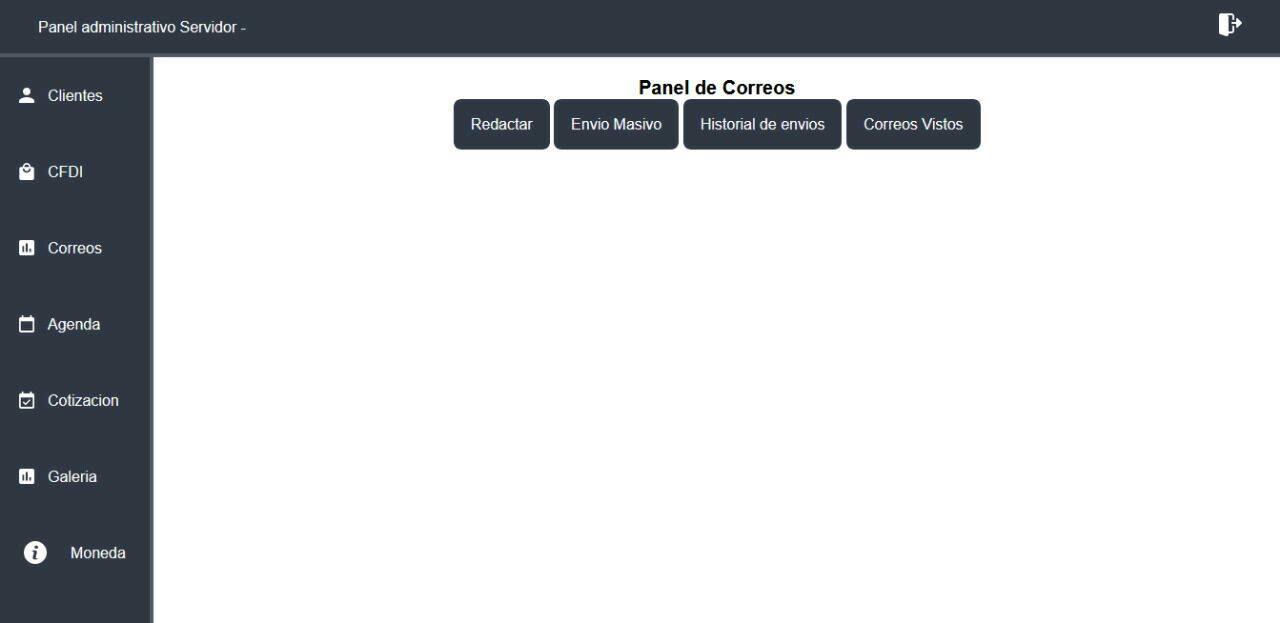 Panel administrativo Servidor -
Clientes
CFDI
Correos
Agenda
Cotizacion
Galeria
Moneda
Panel de Correos
Redactar Envio Masivo Historial de envios Correos Vistos